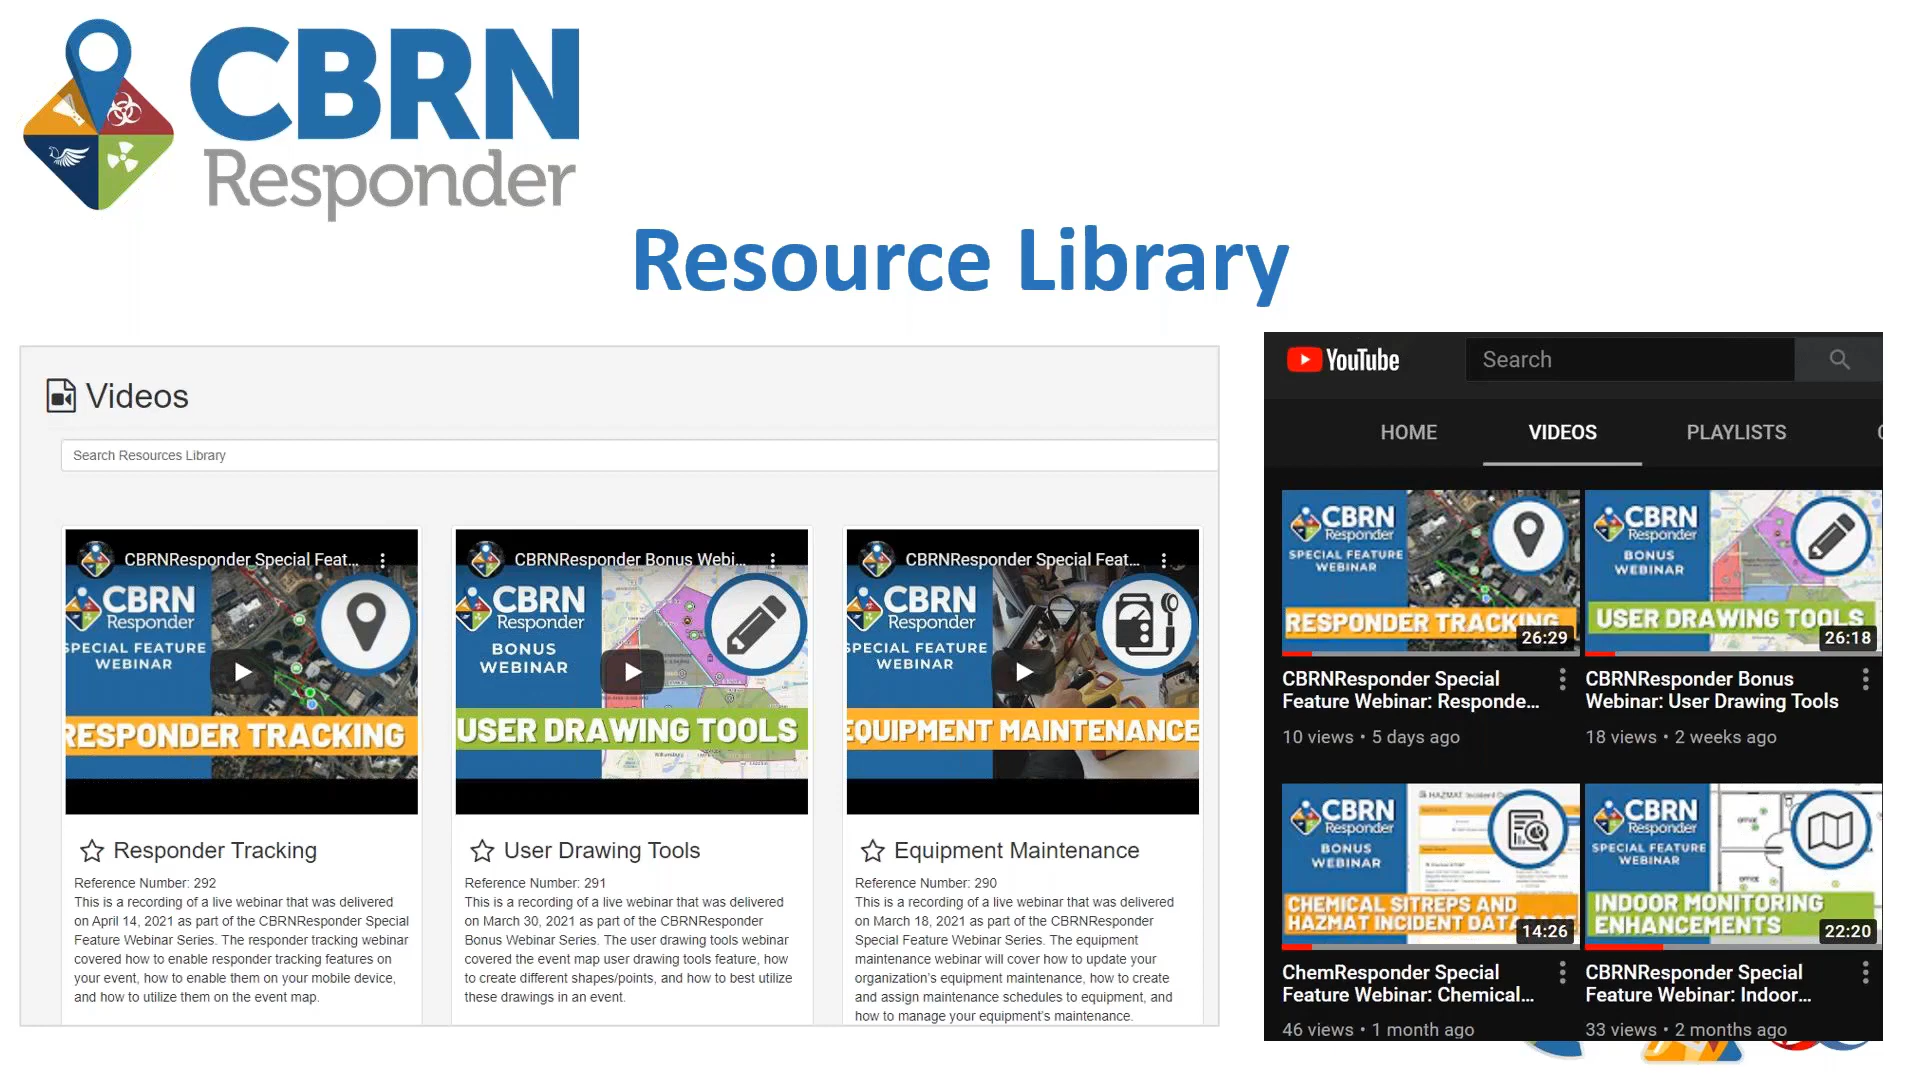 CBRN
Responder
Resource Library
Videos
Search Resources Library
CBRNResponder Special Feat...
CBRN
Responder
SPECIAL FEATURE
WEBINAR
RESPONDER TRACKING
Responder Tracking
Reference Number: 292
This is a recording of a live webinar that was delivered
on April 14, 2021 as part of the CBRNResponder Special
Feature Webinar Series. The responder tracking webinar
covered how to enable responder tracking features on
your event, how to enable them on your mobile device,
and how to utilize them on the event map.
CBRNResponder Bonus Webi...
CBRN
Responder
BONUS
WEBINAR
USER DRAWING TOOLS
User Drawing Tools
Reference Number: 291
This is a recording of a live webinar that was delivered
on March 30, 2021 as part of the CBRNResponder
Bonus Webinar Series. The user drawing tools webinar
covered the event map user drawing tools feature, how
to create different shapes/points, and how to best utilize
these drawings in an event.
CBRNResponder Special Feat...
CBRN
Responder
SPECIAL FEATURE
WEBINAR
EQUIPMENT MAINTENANCE
Equipment Maintenance
Reference Number: 290
This is a recording of a live webinar that was delivered
on March 18, 2021 as part of the CBRNResponder
Special Feature Webinar Series. The equipment
maintenance webinar will cover how to update your
organization's equipment maintenance, how to create
and assign maintenance schedules to equipment, and
how to manage your equipment's maintenance.
YouTube
Search
HOME VIDEOS PLAYLISTS
CBRN
Responder
SPECIAL FEATURE
WEBINAR
RESPONDER TRACKING
26:29
CBRNResponder Special
Feature Webinar: Responde...
10 views • 5 days ago
CBRN
Responder
BONUS
WEBINAR
USER DRAWING TOOLS
26:18
CBRNResponder Bonus
Webinar: User Drawing Tools
18 views • 2 weeks ago
CBRN
Responder
BONUS
WEBINAR
HAZMAT Incident
CHEMICAL SITREPS AND
HAZMAT INCIDENT DATABASE
14:26
ChemResponder Special
Feature Webinar: Chemical...
46 views • 1 month ago
CBRN
Responder
SPECIAL FEATURE
WEBINAR
INDOOR MONITORING
ENHANCEMENTS
22:20
CBRNResponder Special
Feature Webinar: Indoor...
33 views • 2 months ago